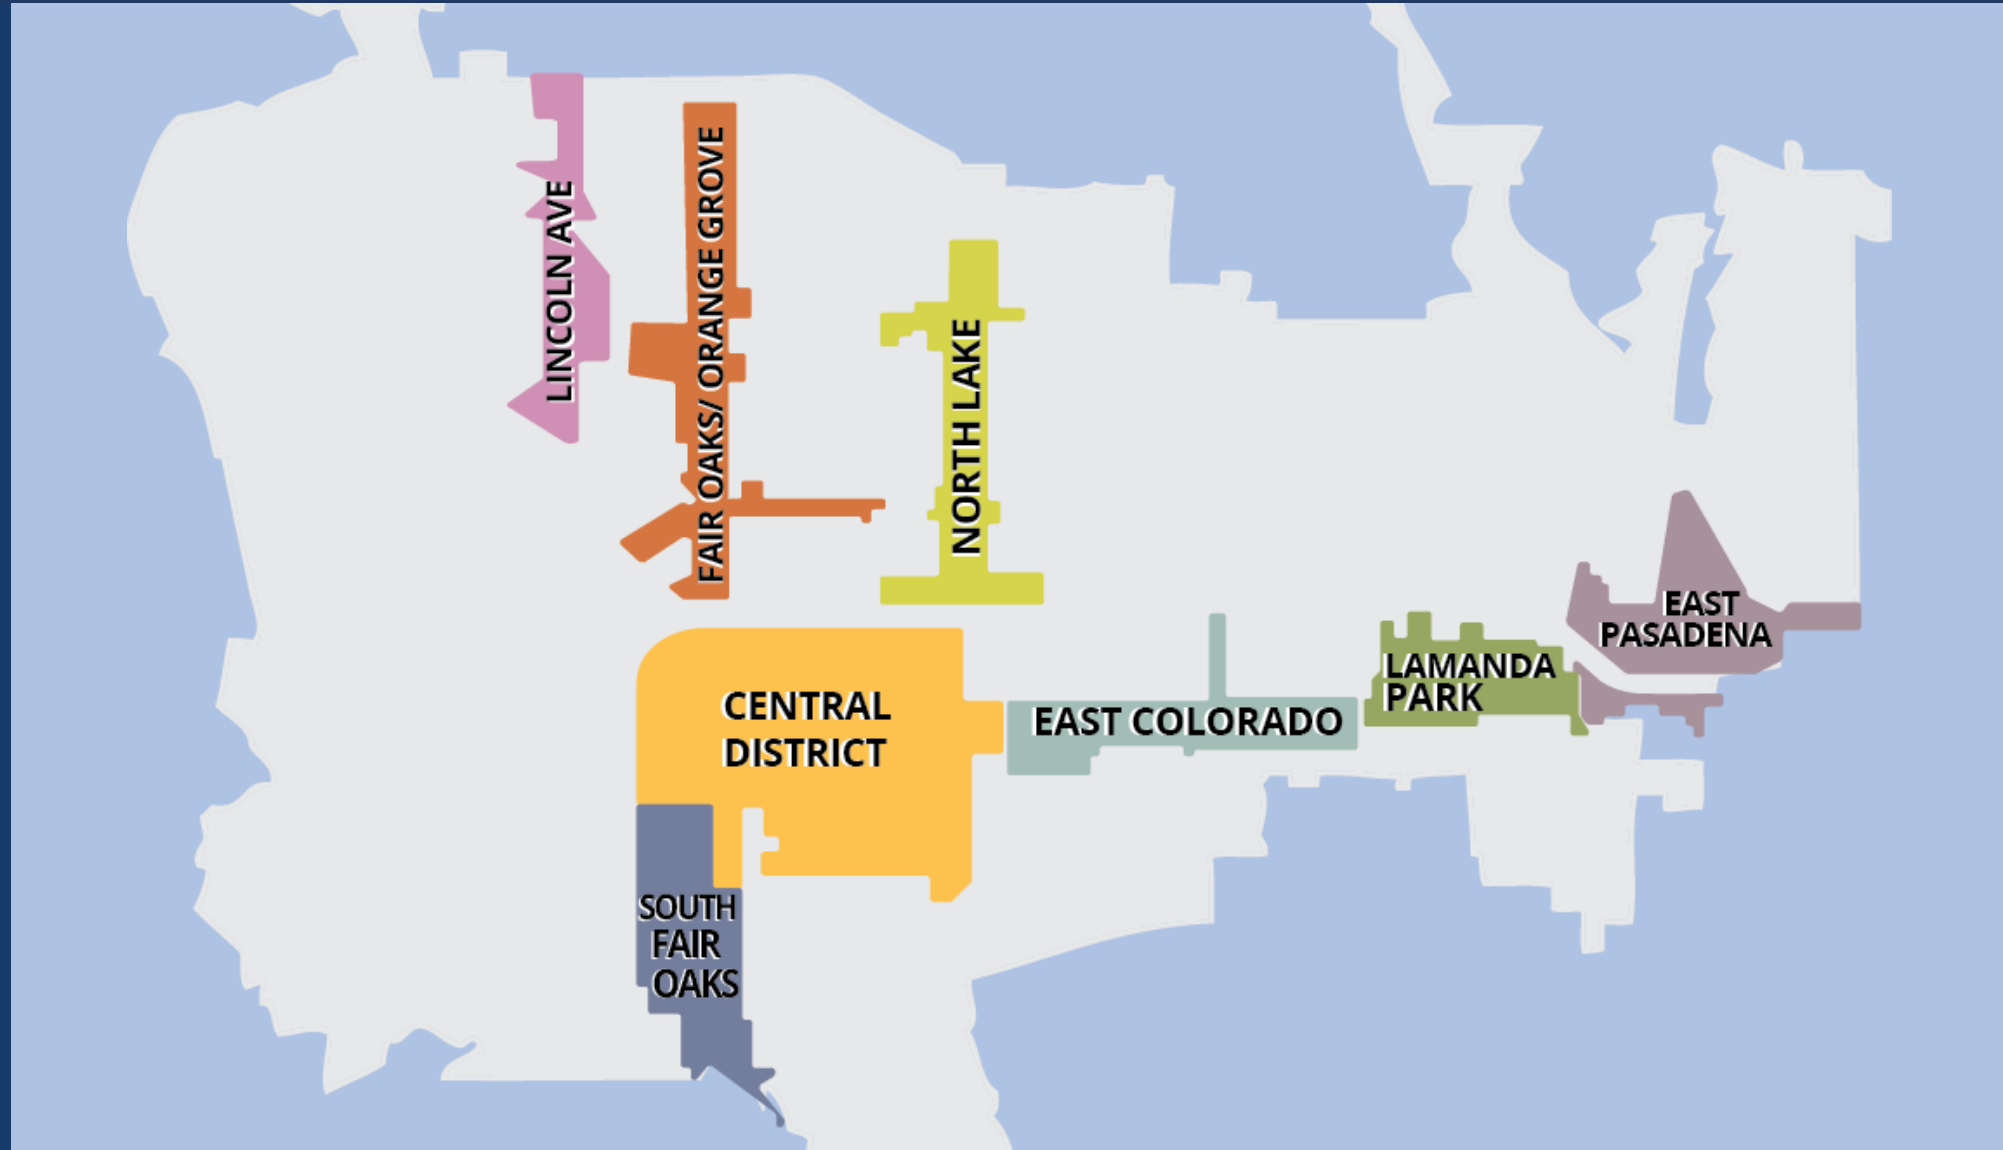 LINCOLN AVE
FAIR OAKS/ ORANGE GROVE
NORTH LAKE
EAST
PASADENA
LAMANDA
PARK
EAST COLORADO
CENTRAL
DISTRICT
SOUTH
FAIR
OAKS